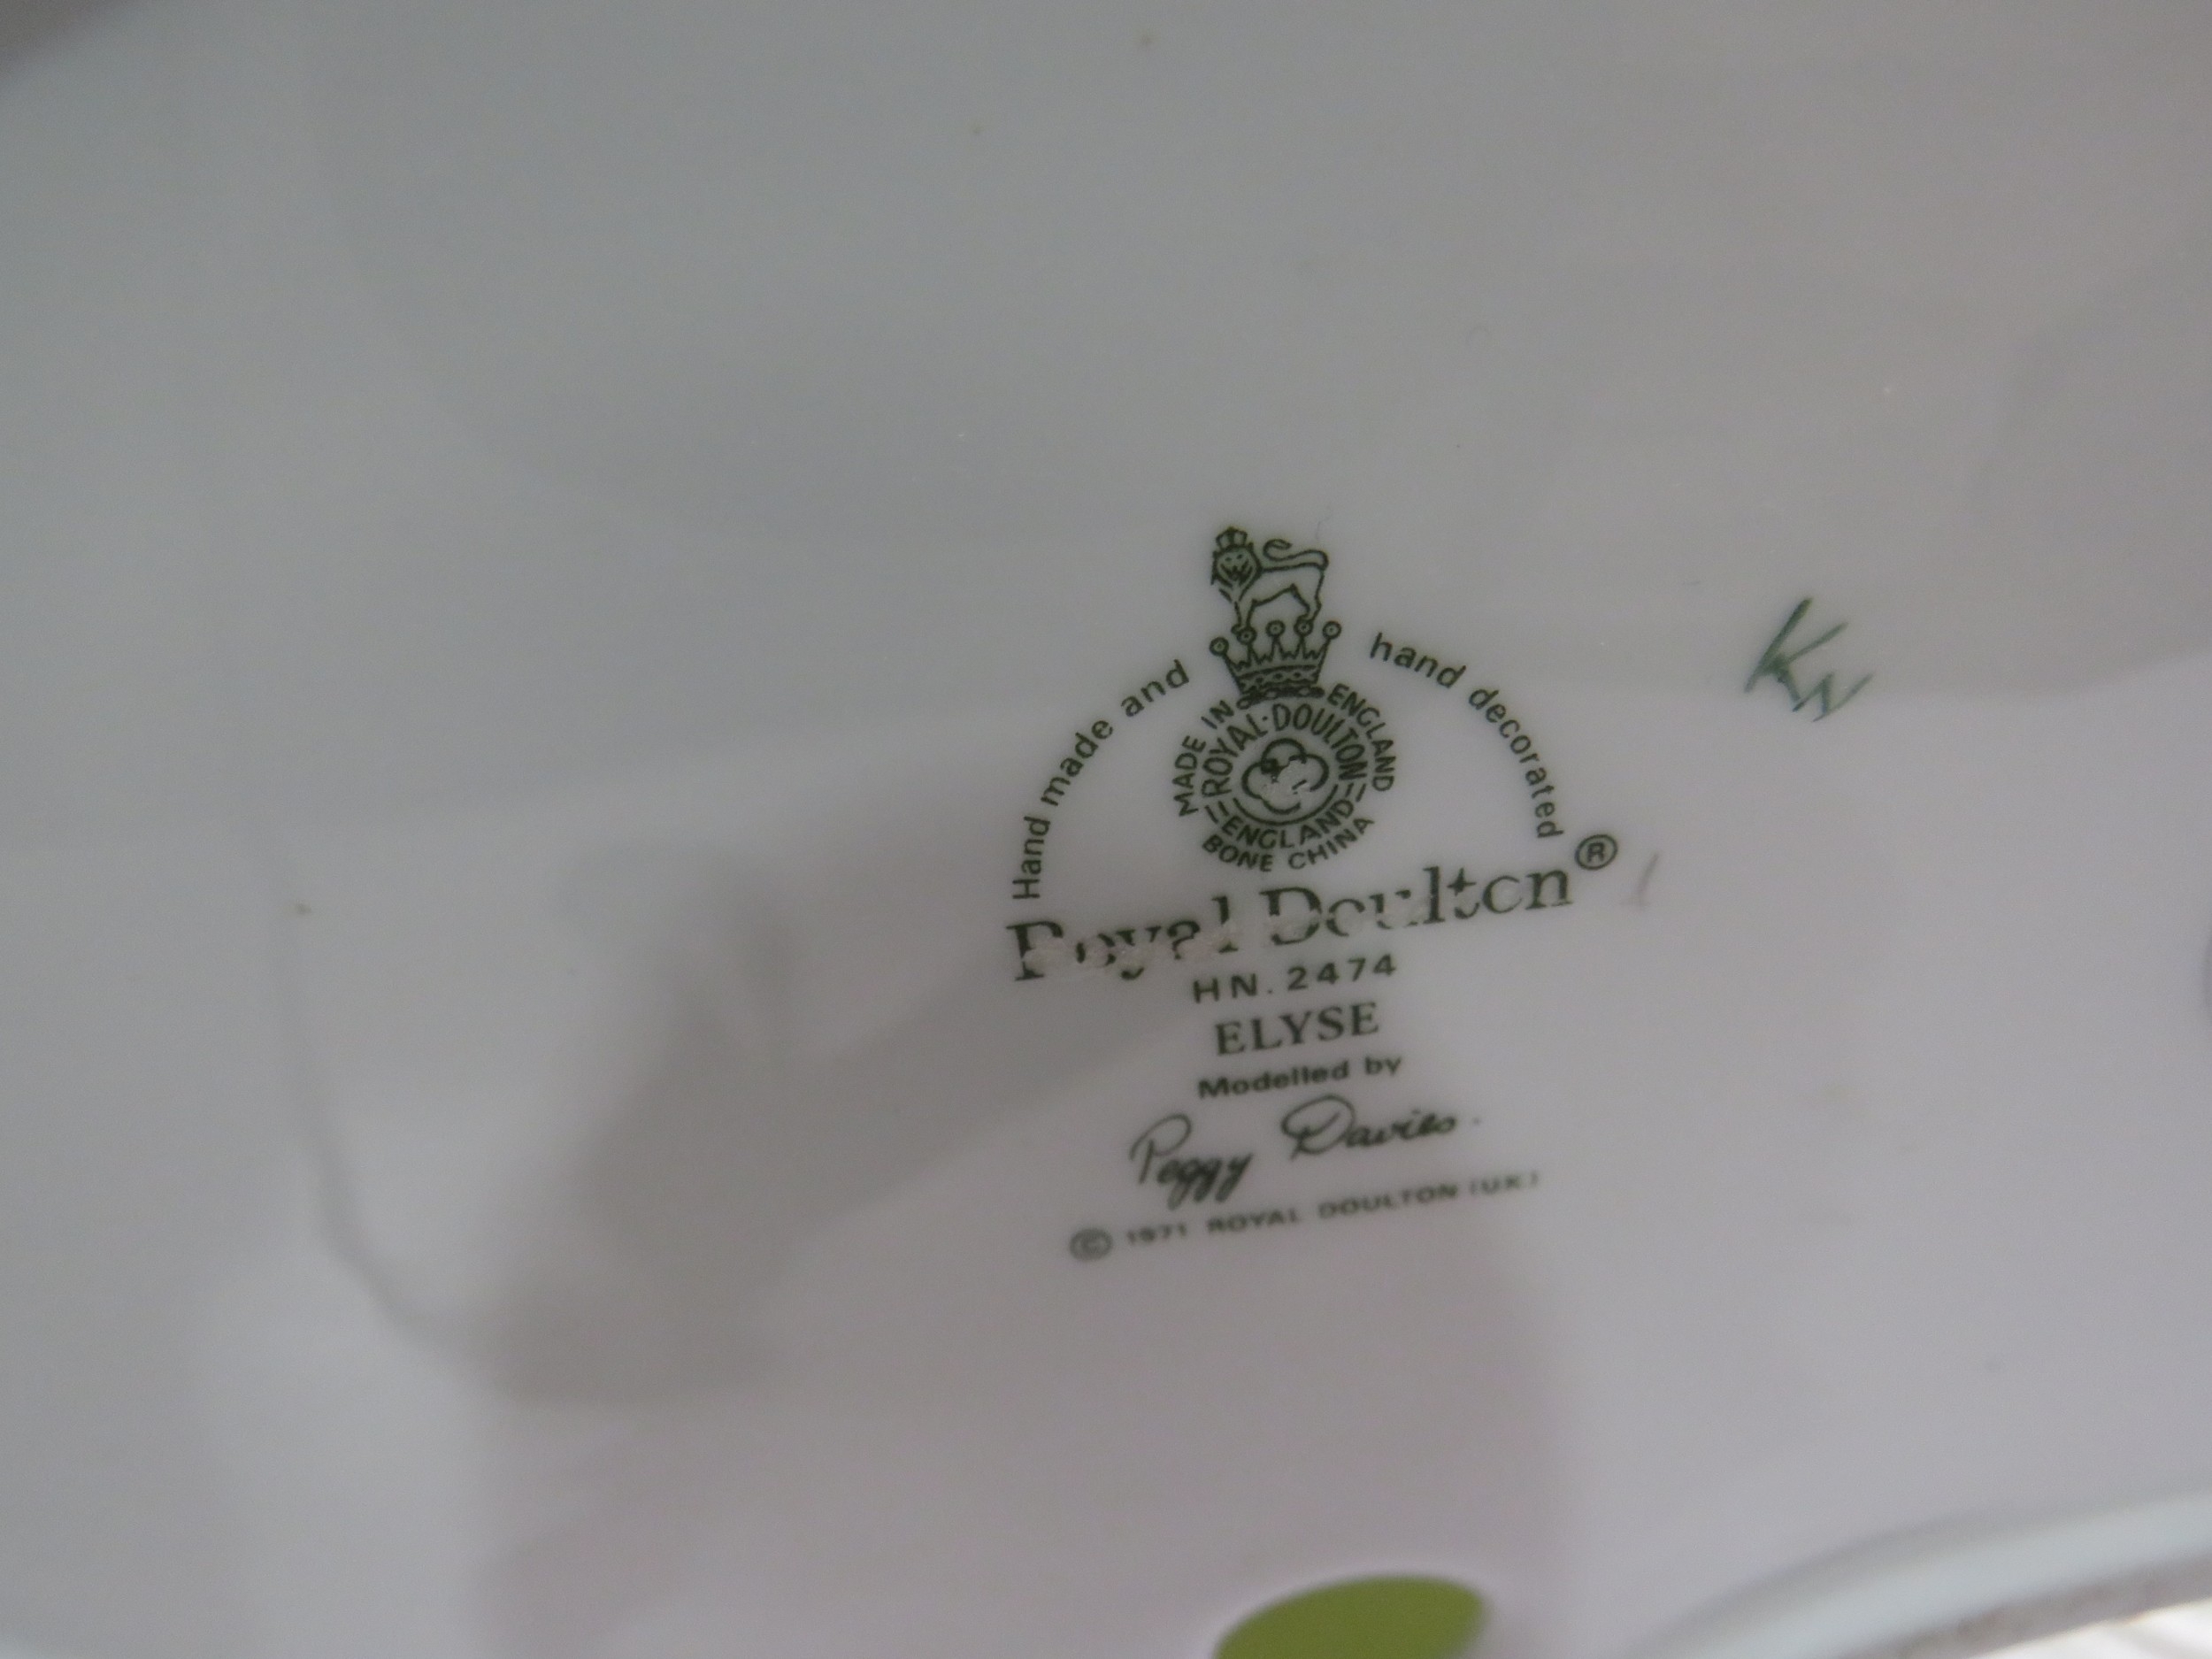 Hand made and hand decorated
MADE IN ENGLAND
ROYAL·DOULTON
ENGLAND
BONE CHINA
Royal Doulton®
HN. 2474
ELYSE
Modelled by
Peggy Davies.
© 1971 ROYAL DOULTON (UK)
KN